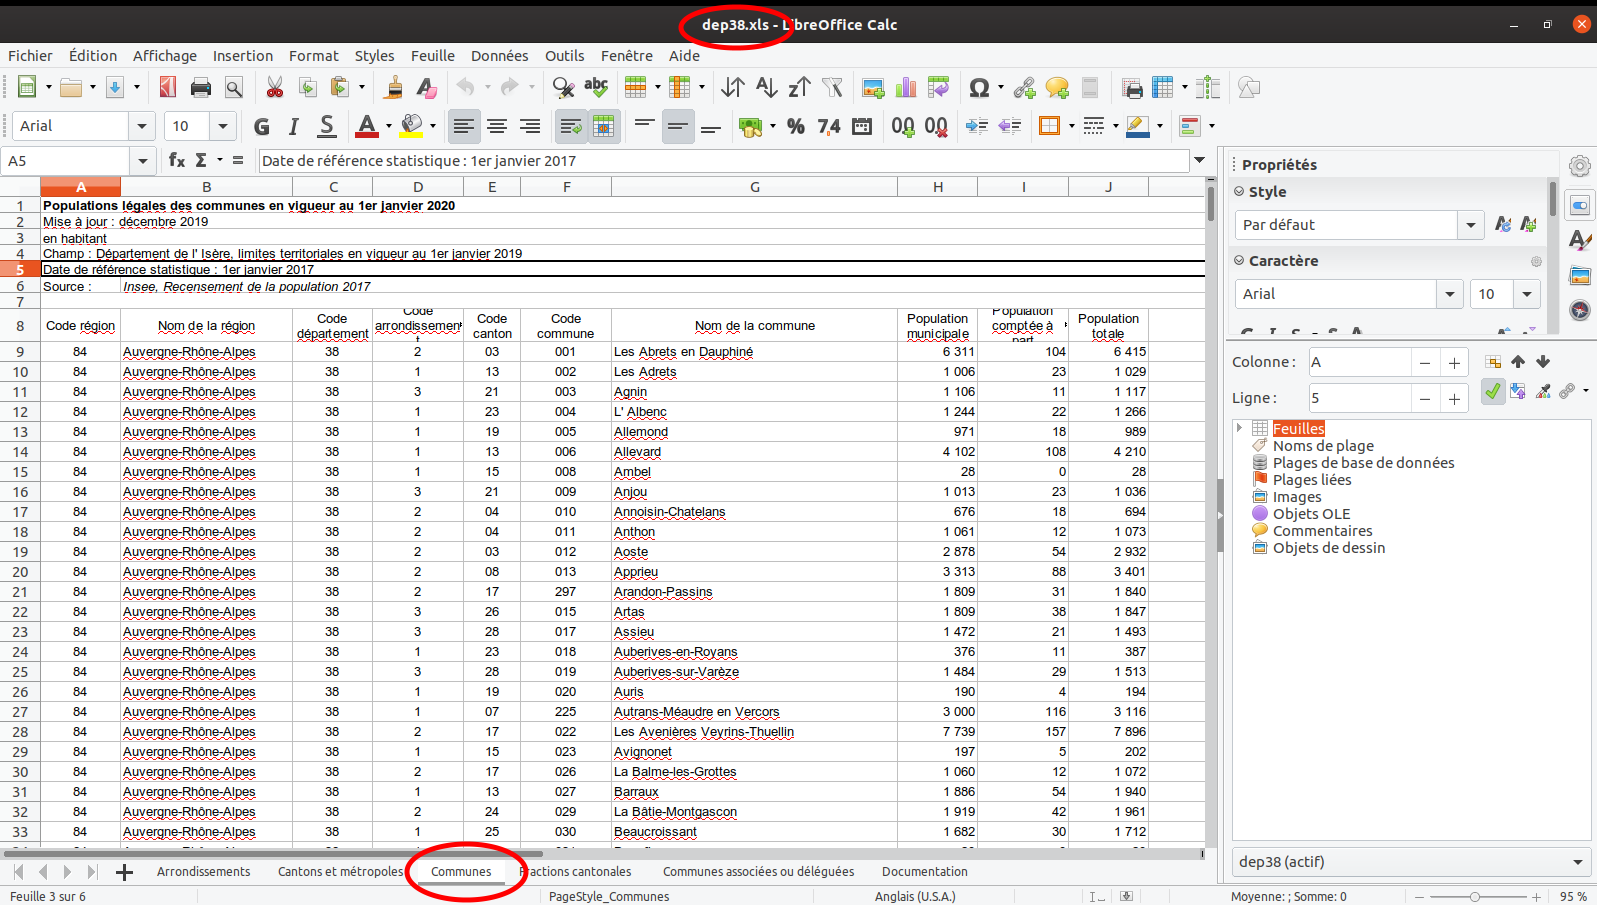 dep38.xls - LibreOffice Calc
Fichier Édition Affichage Insertion Format Styles Feuille Données Outils Fenêtre Aide
Arial 10 G I S
A5 Date de référence statistique : 1er janvier 2017
A B C D E F G H I J
1 Populations légales des communes en vigueur au 1er janvier 2020
2 Mise à jour : décembre 2019
3 en habitant
4 Champ : Département de l' Isère, limites territoriales en vigueur au 1er janvier 2019
5 Date de référence statistique : 1er janvier 2017
6 Source : Insee, Recensement de la population 2017
7
8 Code région Nom de la région Code département Code arrondissement Code canton Code commune Nom de la commune Population municipale Population comptée à part Population totale
9 84 Auvergne-Rhône-Alpes 38 2 03 001 Les Abrets en Dauphiné 6 311 104 6 415
10 84 Auvergne-Rhône-Alpes 38 1 13 002 Les Adrets 1 006 23 1 029
11 84 Auvergne-Rhône-Alpes 38 3 21 003 Agnin 1 106 11 1 117
12 84 Auvergne-Rhône-Alpes 38 1 23 004 L' Albenc 1 244 22 1 266
13 84 Auvergne-Rhône-Alpes 38 1 19 005 Allemond 971 18 989
14 84 Auvergne-Rhône-Alpes 38 1 13 006 Allevard 4 102 108 4 210
15 84 Auvergne-Rhône-Alpes 38 1 15 008 Ambel 28 0 28
16 84 Auvergne-Rhône-Alpes 38 3 21 009 Anjou 1 013 23 1 036
17 84 Auvergne-Rhône-Alpes 38 2 04 010 Annoisin-Chatelans 676 18 694
18 84 Auvergne-Rhône-Alpes 38 2 04 011 Anthon 1 061 12 1 073
19 84 Auvergne-Rhône-Alpes 38 2 03 012 Aoste 2 878 54 2 932
20 84 Auvergne-Rhône-Alpes 38 2 08 013 Apprieu 3 313 88 3 401
21 84 Auvergne-Rhône-Alpes 38 2 17 297 Arandon-Passins 1 809 31 1 840
22 84 Auvergne-Rhône-Alpes 38 3 26 015 Artas 1 809 38 1 847
23 84 Auvergne-Rhône-Alpes 38 3 28 017 Assieu 1 472 21 1 493
24 84 Auvergne-Rhône-Alpes 38 1 23 018 Auberives-en-Royans 376 11 387
25 84 Auvergne-Rhône-Alpes 38 3 28 019 Auberives-sur-Varèze 1 484 29 1 513
26 84 Auvergne-Rhône-Alpes 38 1 19 020 Auris 190 4 194
27 84 Auvergne-Rhône-Alpes 38 1 07 225 Autrans-Méaudre en Vercors 3 000 116 3 116
28 84 Auvergne-Rhône-Alpes 38 2 17 022 Les Avenières Veyrins-Thuellin 7 739 157 7 896
29 84 Auvergne-Rhône-Alpes 38 1 15 023 Avignonet 197 5 202
30 84 Auvergne-Rhône-Alpes 38 2 17 026 La Balme-les-Grottes 1 060 12 1 072
31 84 Auvergne-Rhône-Alpes 38 1 13 027 Barraux 1 886 54 1 940
32 84 Auvergne-Rhône-Alpes 38 2 24 029 La Bâtie-Montgascon 1 919 42 1 961
33 84 Auvergne-Rhône-Alpes 38 1 25 030 Beaucroissant 1 682 30 1 712
Arrondissements Cantons et métropoles Communes Fractions cantonales Communes associées ou déléguées Documentation
Feuille 3 sur 6 PageStyle_Communes Anglais (U.S.A.) Moyenne: ; Somme: 0 95 %
Propriétés
Style
Par défaut
Caractère
Arial 10
Colonne : A
Ligne : 5
Feuilles
Noms de plage
Plages de base de données
Plages liées
Images
Objets OLE
Commentaires
Objets de dessin
dep38 (actif)